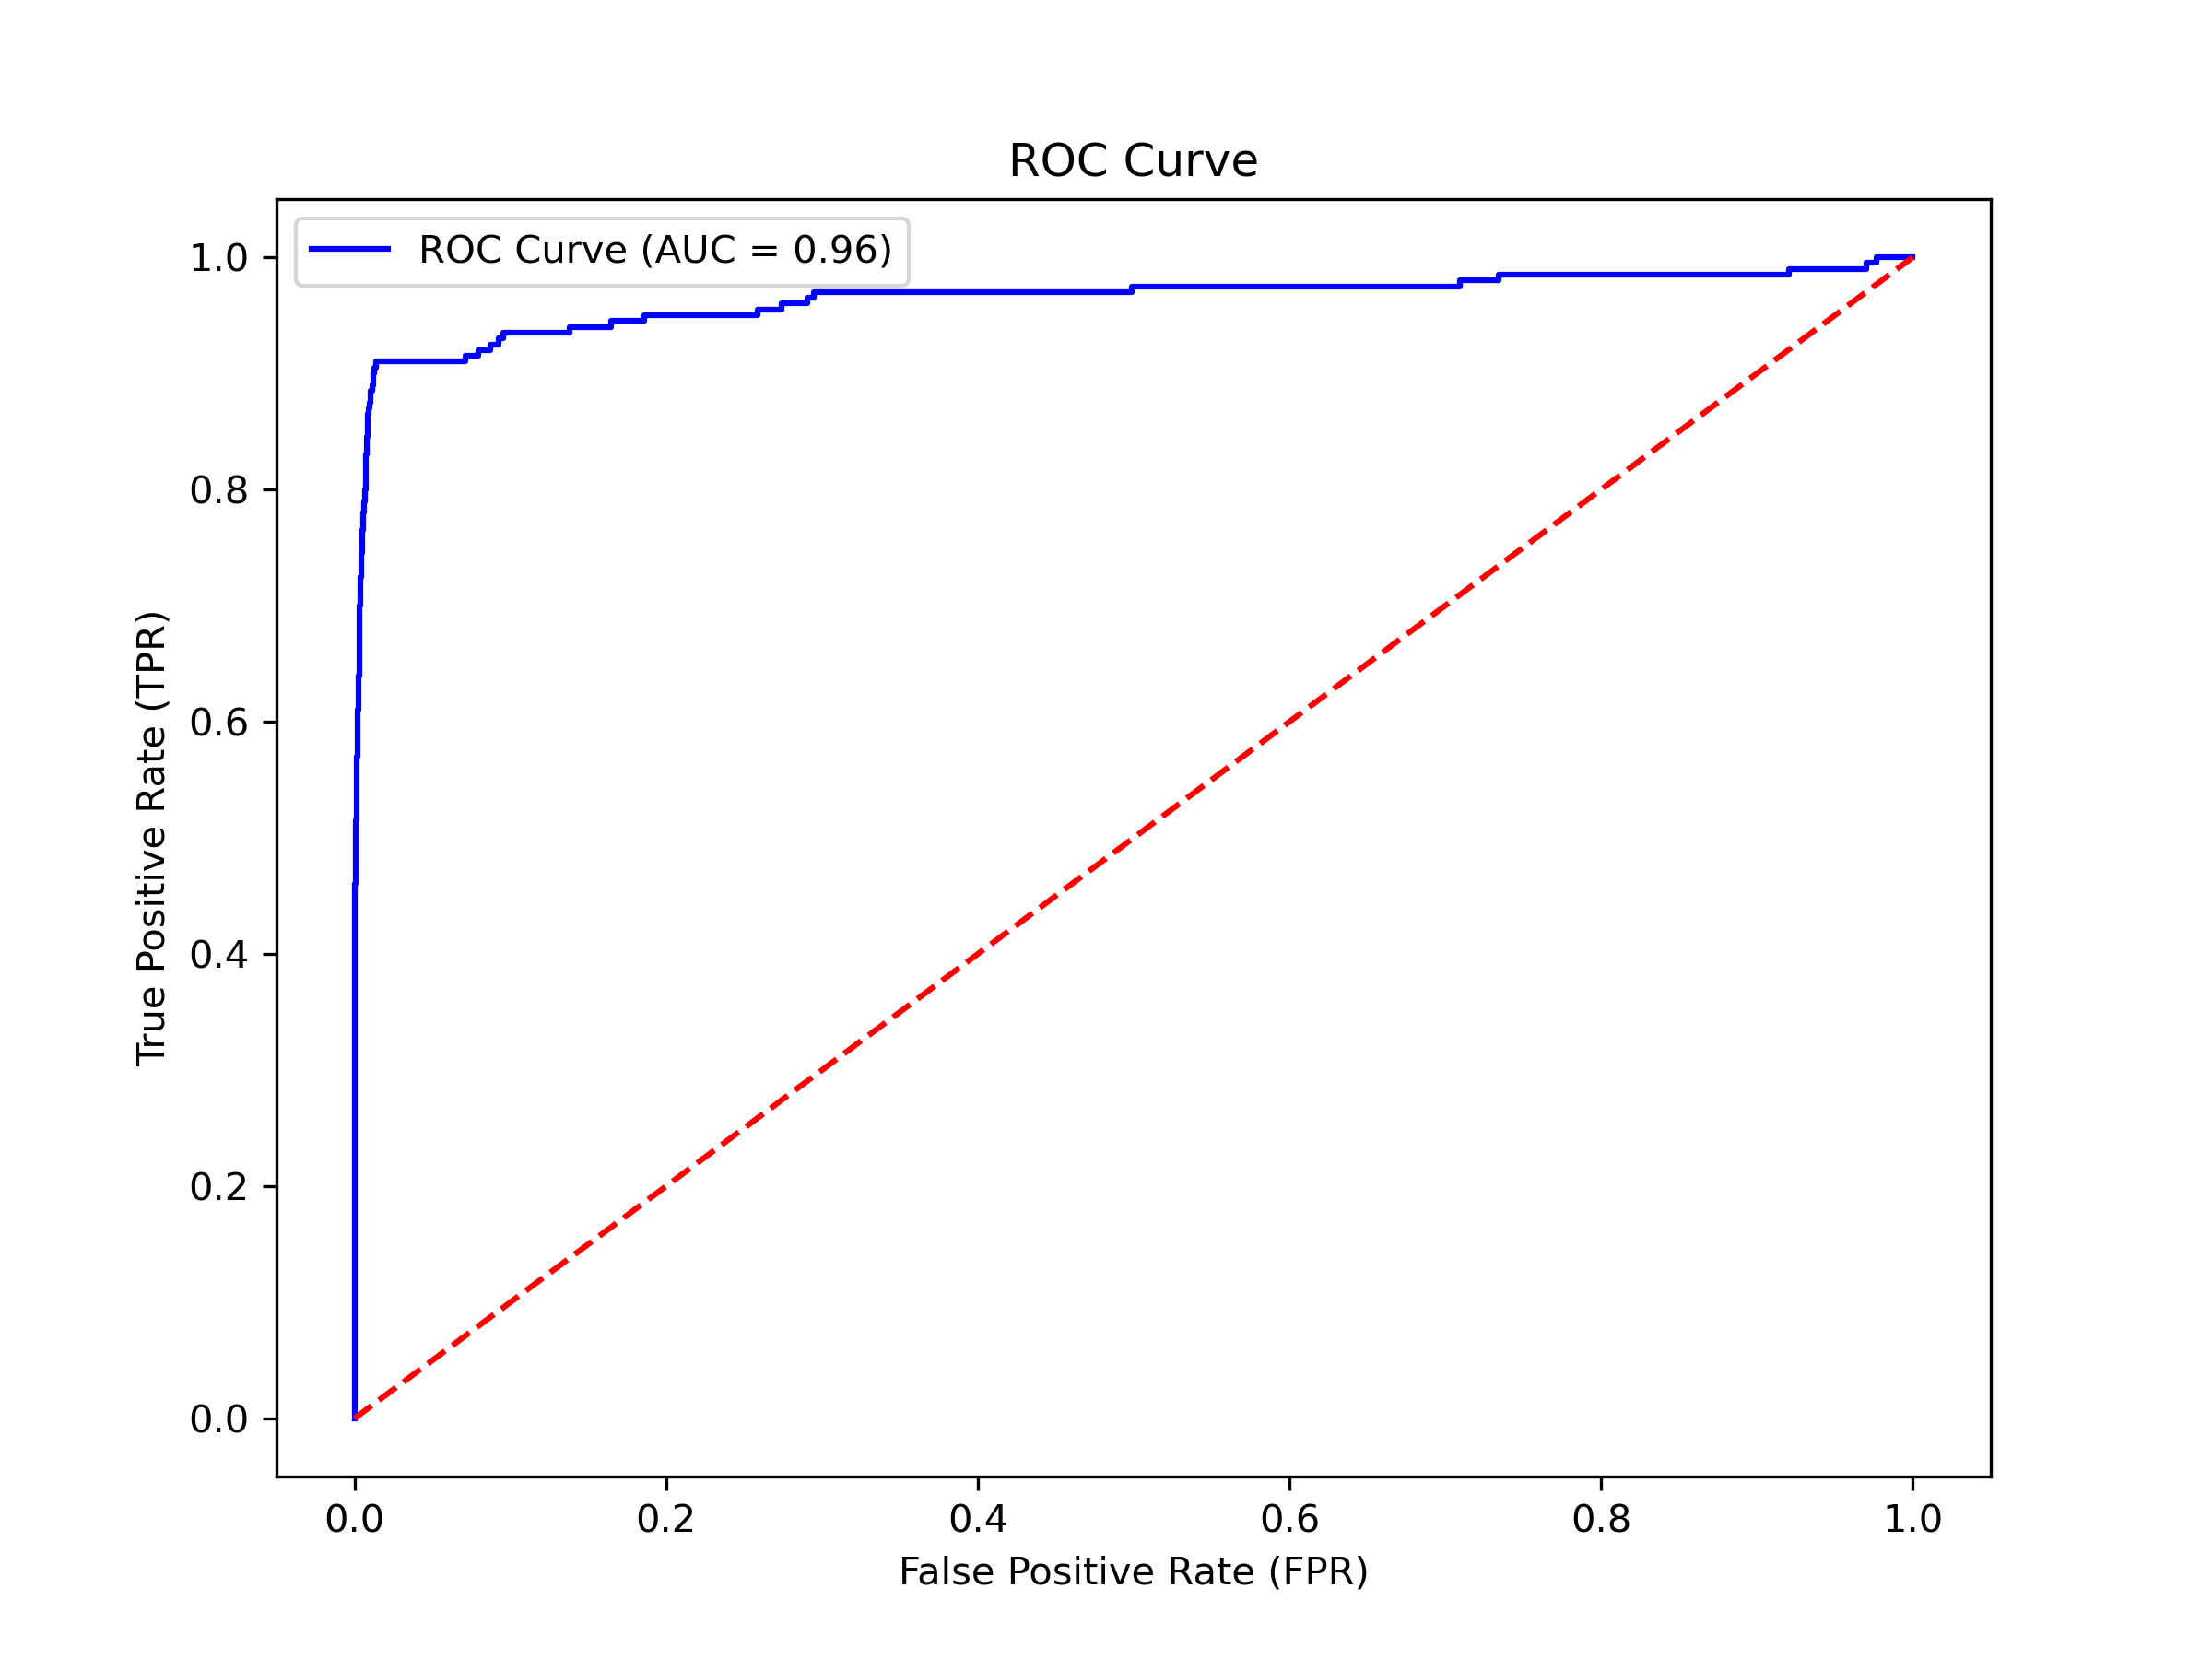 ROC Curve
ROC Curve (AUC = 0.96)
1.0
0.8
0.6
0.4
0.2
0.0
True Positive Rate (TPR)
0.0 0.2 0.4 0.6 0.8 1.0
False Positive Rate (FPR)